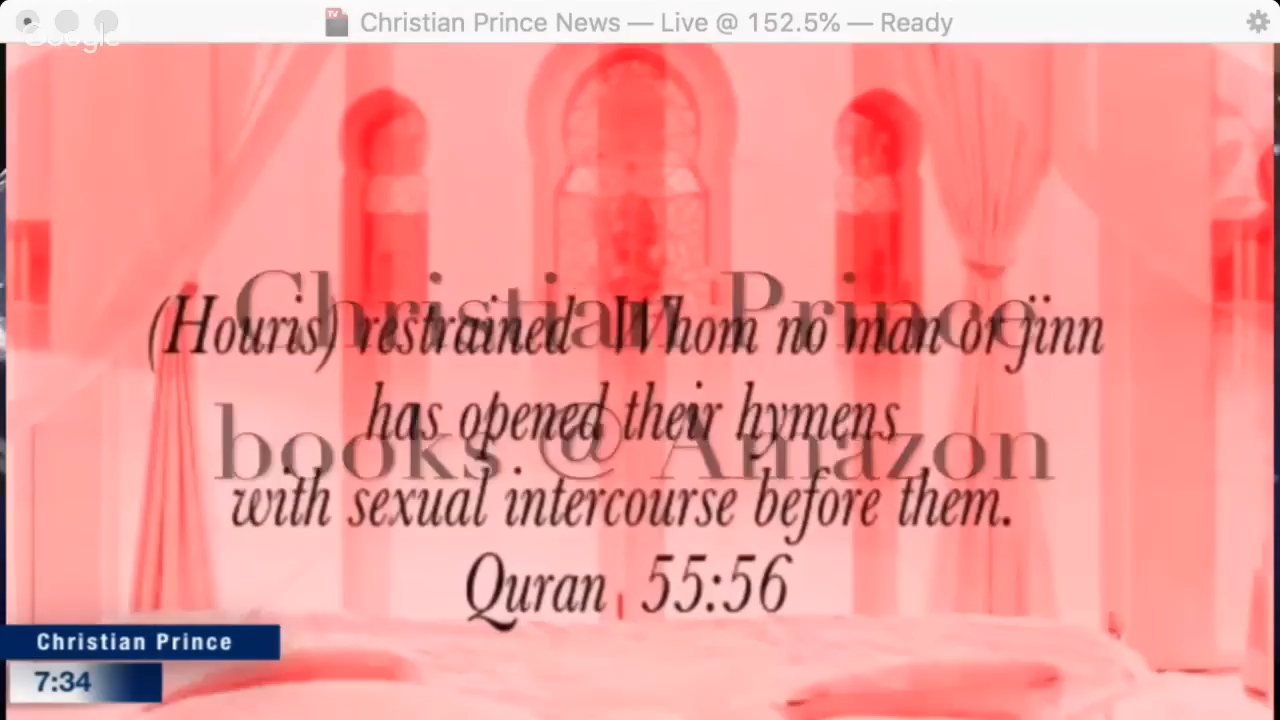 Christian Prince News — Live @ 152.5% — Ready
Google
Christian Prince
books @ Amazon
(Houris) restrained Whom no man or jinn
has opened their hymens
with sexual intercourse before them.
Quran 55:56
Christian Prince
7:34